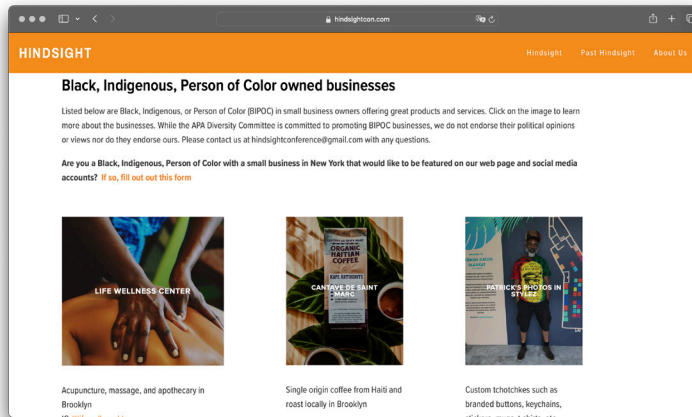 hindsightcon.com
HINDSIGHT
Hindsight Past Hindsight About Us
Black, Indigenous, Person of Color owned businesses
Listed below are Black, Indigenous, or Person of Color (BIPOC) in small business owners offering great products and services. Click on the image to learn
more about the businesses. While the APA Diversity Committee is committed to promoting BIPOC businesses, we do not endorse their political opinions
or views nor do they endorse ours. Please contact us at hindsightconference@gmail.com with any questions.
Are you a Black, Indigenous, Person of Color with a small business in New York that would like to be featured on our web page and social media
accounts? If so, fill out out this form
LIFE WELLNESS CENTER
ORGANIC
HAITIAN
COFFEE
CANTAVE DE SAINT
MARC
PATRICK'S PHOTOS IN
STYLEZ
Acupuncture, massage, and apothecary in
Brooklyn
Single origin coffee from Haiti and
roast locally in Brooklyn
Custom tchotchkes such as
branded buttons, keychains,